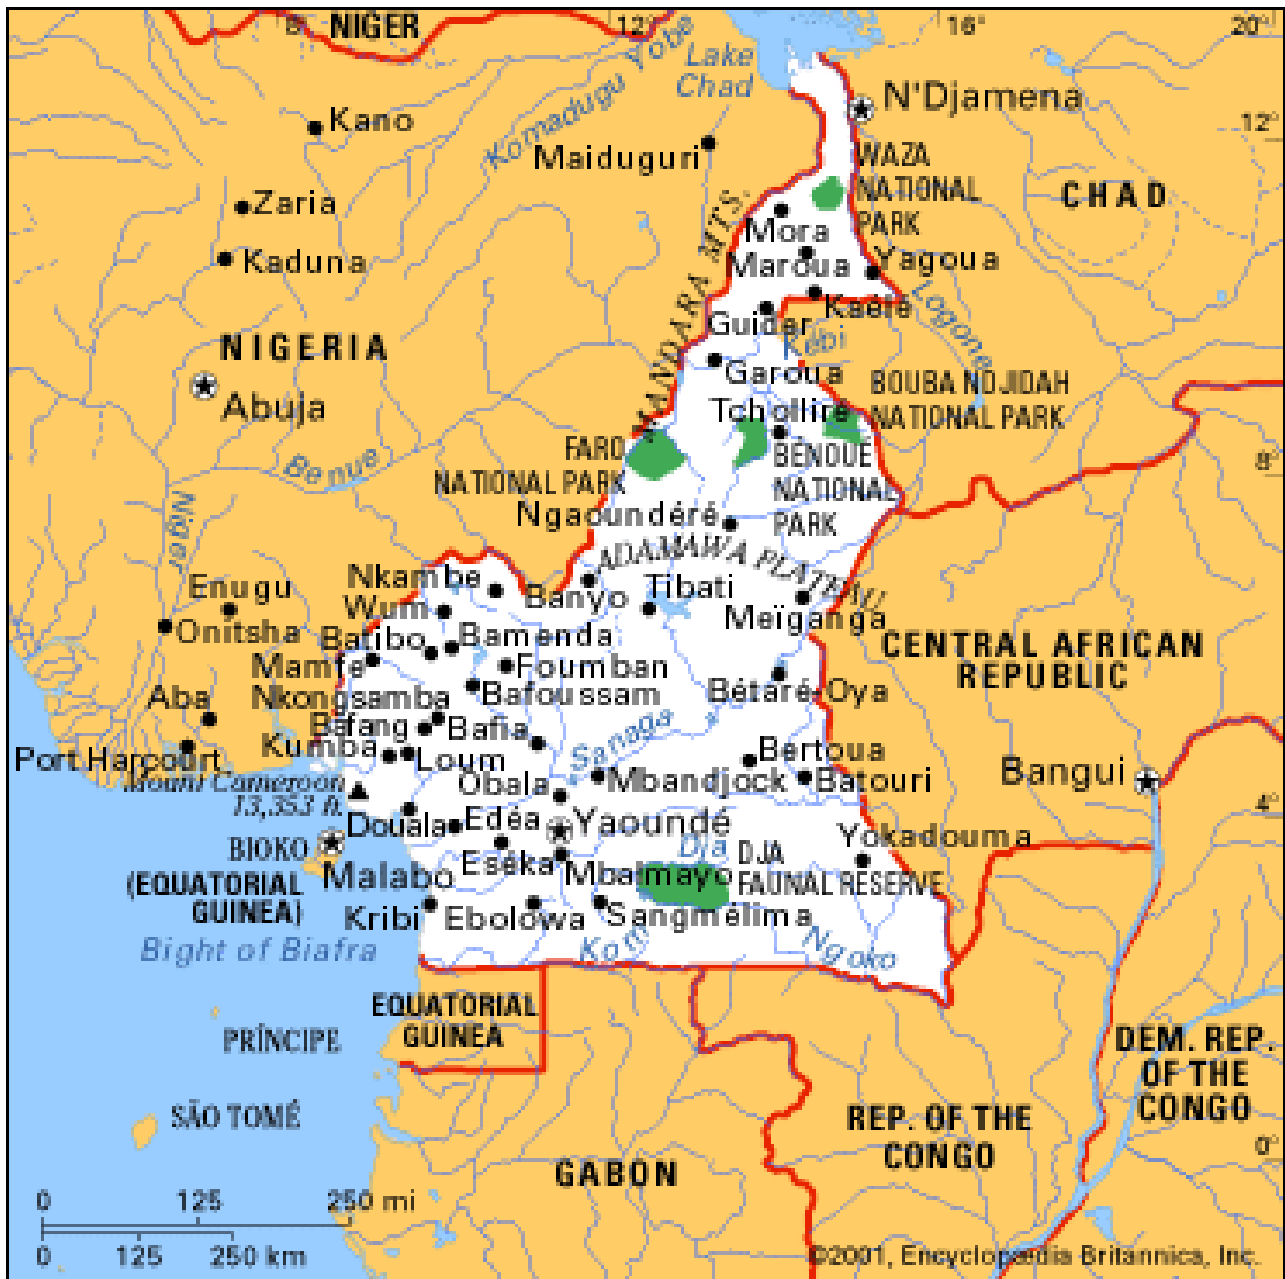 8°
NIGER
12°
16°
20°
Komadugu Yobe
Lake
Chad
N'Djamena
Kano
12°
Maiduguri
WAZA
NATIONAL
PARK
CHAD
Zaria
Mora
Kaduna
Maroua
Yagoua
MANDARA MTS.
Kaélé
Logone
Guidar
Kébi
NIGERIA
Garoua
Abuja
BOUBA NDJIDAH
NATIONAL PARK
Tcholliré
FARO
NATIONAL PARK
BÉNOUÉ
NATIONAL
PARK
8°
Benue
Niger
Ngaoundéré
ADAMAWA PLATEAU
Nkambe
Banyo
Tibati
Enugu
Wum
Meïganga
Onitsha
Batibo
Bamenda
CENTRAL AFRICAN
REPUBLIC
Mamfe
Foumban
Aba
Nkongsamba
Bafoussam
Bétaré-Oya
Bafang
Bafia
Sanaga
Port Harcourt
Kumba
Loum
Bertoua
Mount Cameroon
13,353 ft.
Obala
Mbandjock
Batouri
Bangui
4°
Douala
Edéa
Yaoundé
Yokadouma
BIOKO
(EQUATORIAL
GUINEA)
Malabo
Eséka
Mbalmayo
Dja
DJA
FAUNAL RESERVE
Kribi
Ebolowa
Sangmélima
Bight of Biafra
Kom
Ngoko
EQUATORIAL
GUINEA
PRÍNCIPE
DEM. REP.
OF THE
CONGO
SÃO TOMÉ
REP. OF THE
CONGO
0°
GABON
0 125 250 mi
0 125 250 km
©2001, Encyclopædia Britannica, Inc.